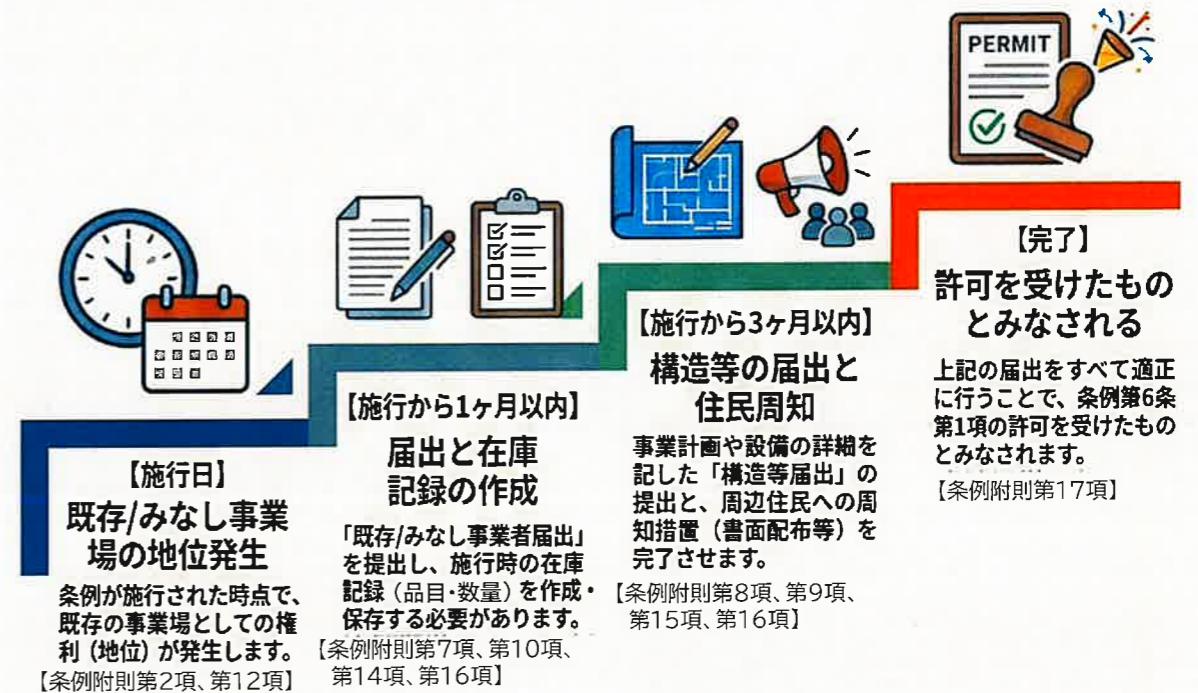 PERMIT
【施行日】
既存/みなし事業
場の地位発生
条例が施行された時点で、
既存の事業場としての権
利（地位）が発生します。
【条例附則第2項、第12項】
【施行から1ヶ月以内】
届出と在庫
記録の作成
「既存/みなし事業者届出」
を提出し、施行時の在庫
記録（品目・数量）を作成・
保存する必要があります。
【条例附則第7項、第10項、
第14項、第16項】
【施行から3ヶ月以内】
構造等の届出と
住民周知
事業計画や設備の詳細を
記した「構造等届出」の
提出と、周辺住民への周
知措置（書面配布等）を
完了させます。
【条例附則第8項、第9項、
第15項、第16項】
【完了】
許可を受けたもの
とみなされる
上記の届出をすべて適正
に行うことで、条例第6条
第1項の許可を受けたもの
とみなされます。
【条例附則第17項】